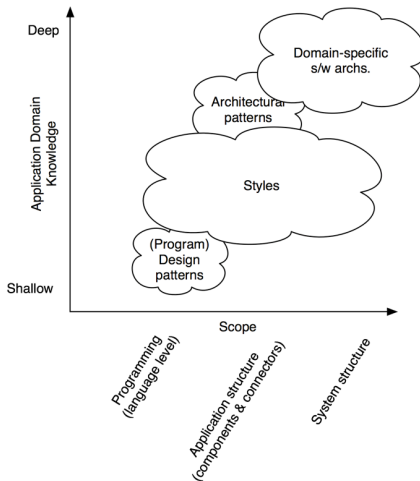 Deep
Domain-specific
s/w archs.
Architectural
patterns
Application Domain
Knowledge
Styles
(Program)
Design
patterns
Shallow
Scope
Programming
(language level)
Application structure
(components & connectors)
System structure